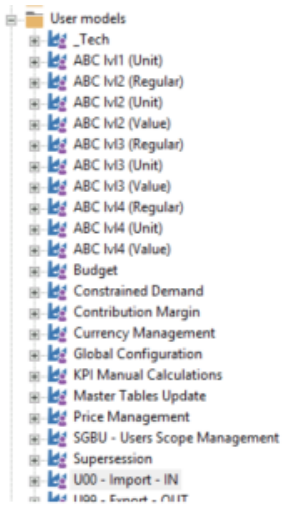 User models
_Tech
ABC lvl1 (Unit)
ABC lvl2 (Regular)
ABC lvl2 (Unit)
ABC lvl2 (Value)
ABC lvl3 (Regular)
ABC lvl3 (Unit)
ABC lvl3 (Value)
ABC lvl4 (Regular)
ABC lvl4 (Unit)
ABC lvl4 (Value)
Budget
Constrained Demand
Contribution Margin
Currency Management
Global Configuration
KPI Manual Calculations
Master Tables Update
Price Management
SGBU - Users Scope Management
Supersession
U00 - Import - IN
U99 - Export - OUT